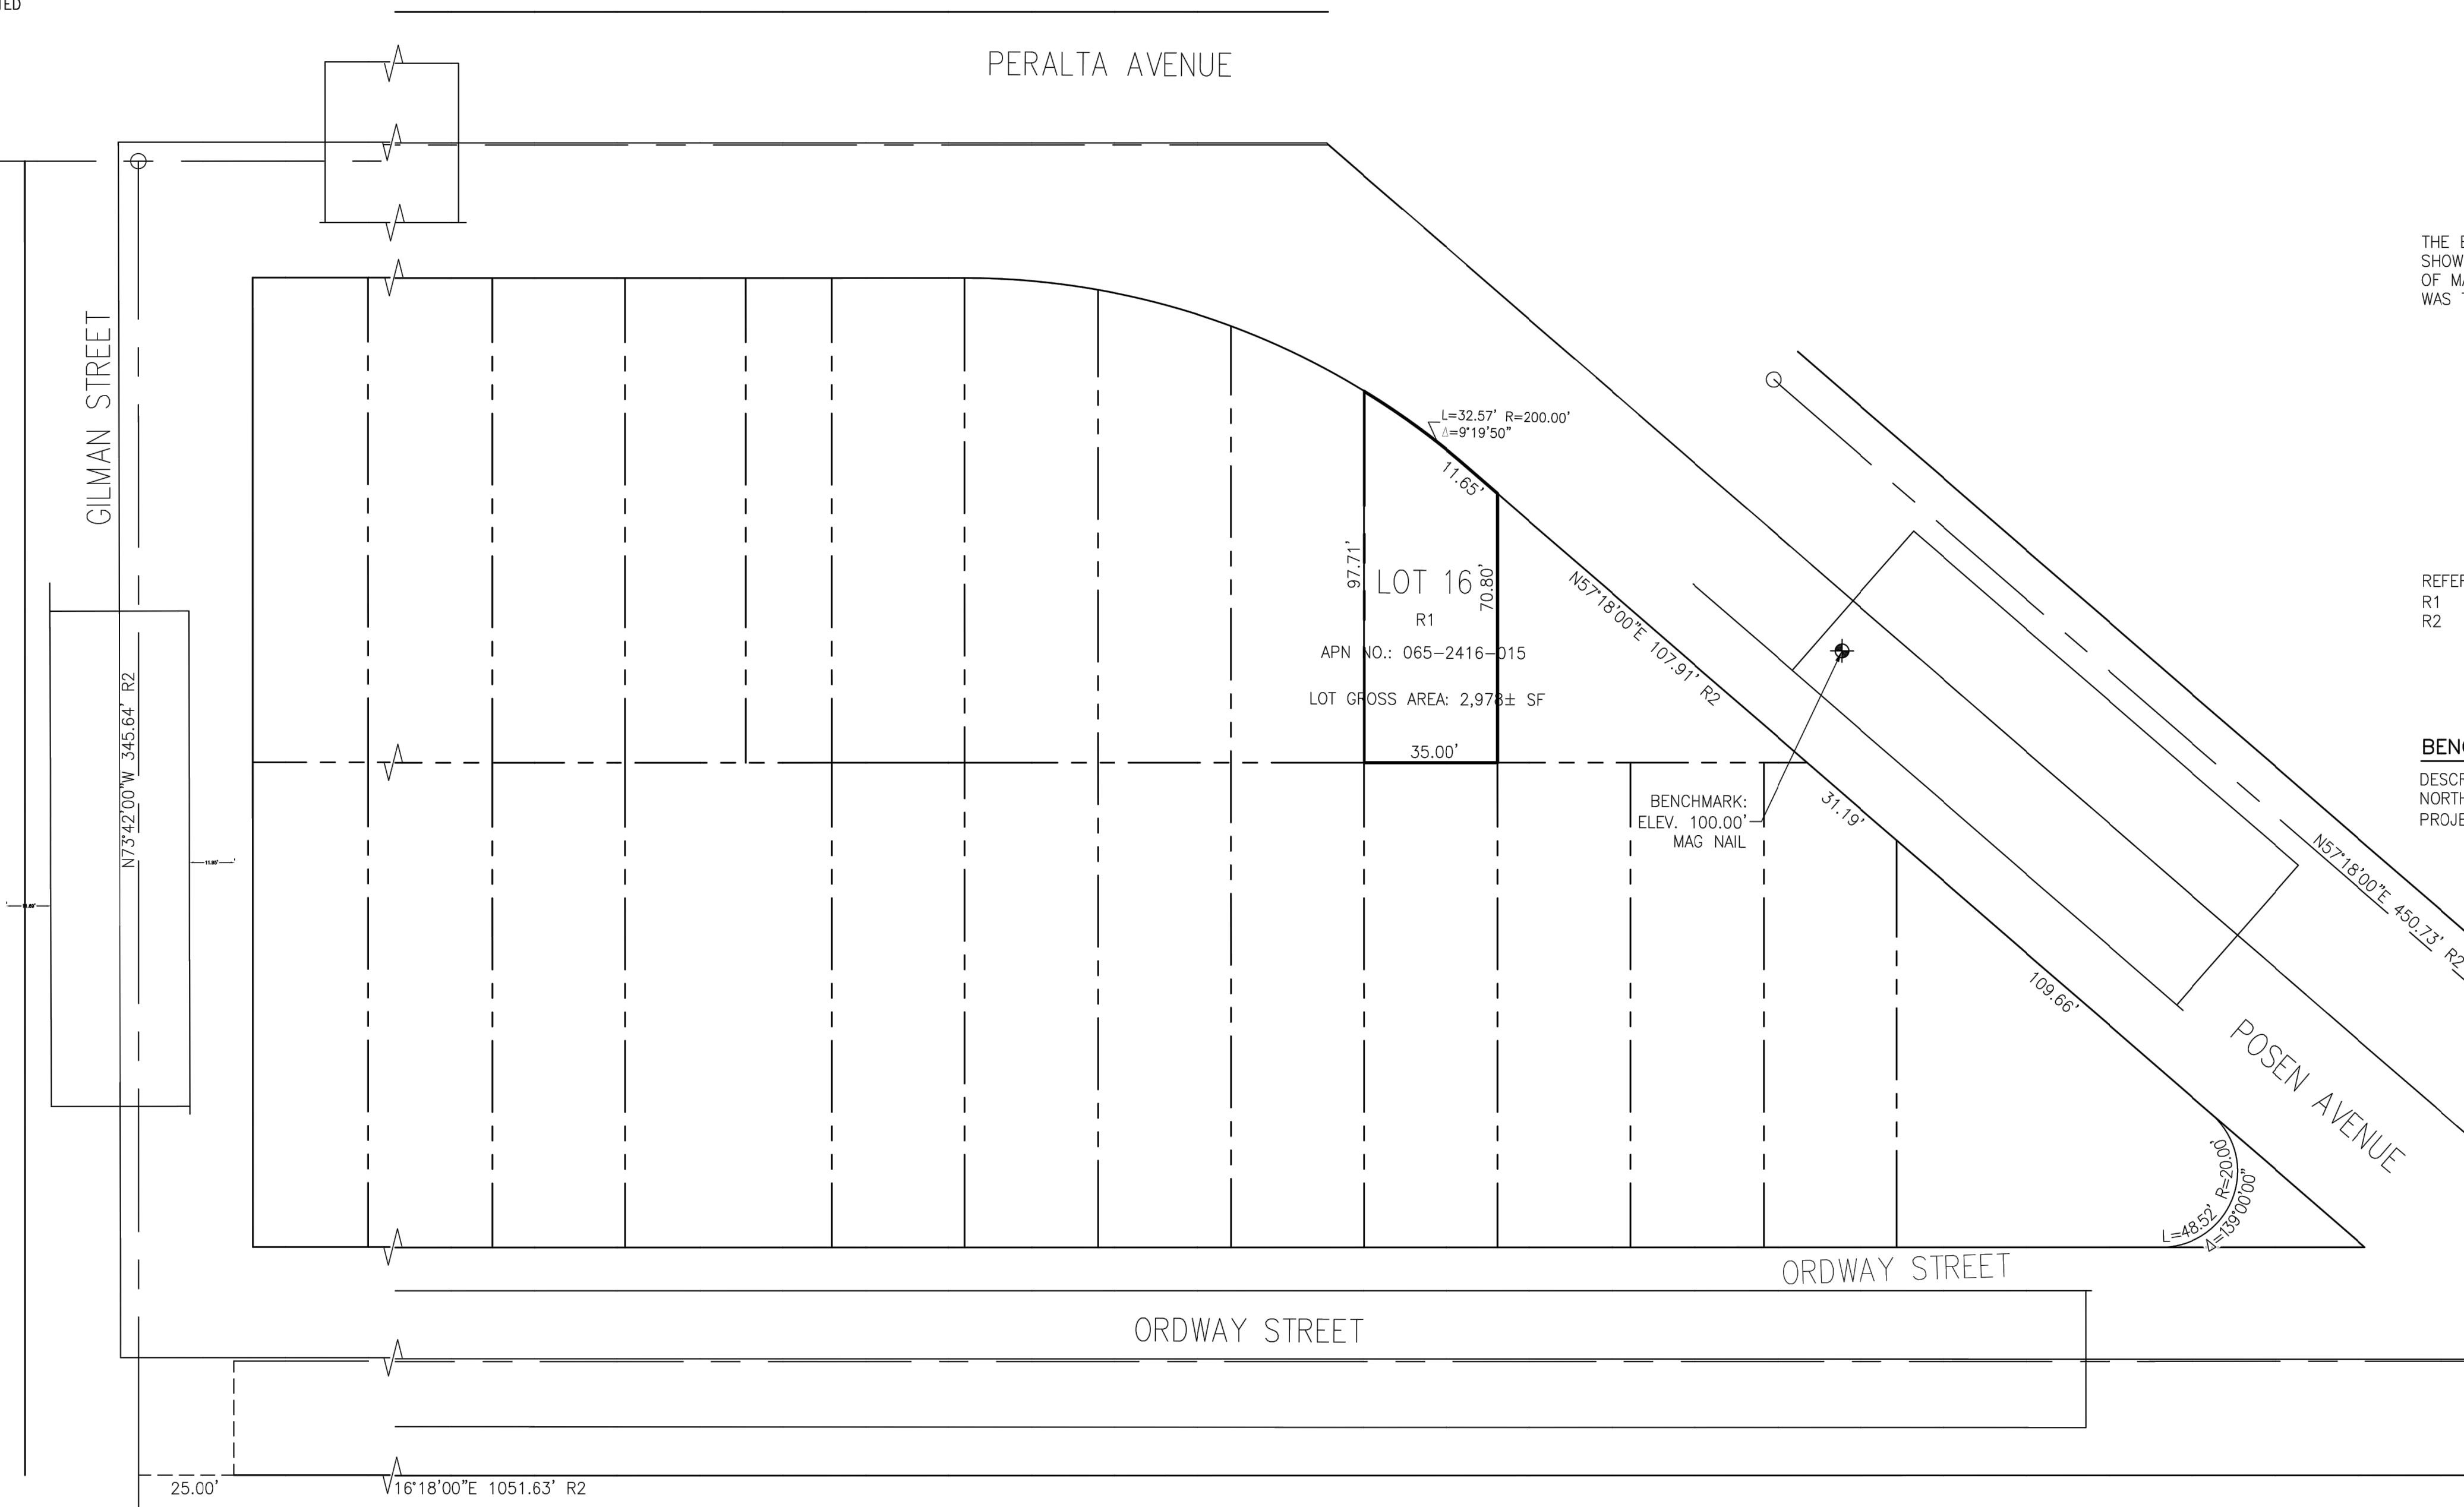 PERALTA AVENUE
GILMAN STREET
N73°42'00"W 345.64' R2
L=32.57' R=200.00'
Δ=9°19'50"
11.65'
97.71'
70.80'
LOT 16
R1
APN NO.: 065-2416-015
LOT GROSS AREA: 2,978± SF
35.00'
N57°18'00"E 107.91' R2
BENCHMARK:
ELEV. 100.00'
MAG NAIL
31.19'
109.66'
N57°18'00"E 450.73' R2
POSEN AVENUE
L=48.52' R=20.00'
Δ=139°00'00"
ORDWAY STREET
ORDWAY STREET
25.00'
16°18'00"E 1051.63' R2
THE
SHOW
OF
WAS
REFER
R1
R2
BENC
DESCR
NORTH
PROJE